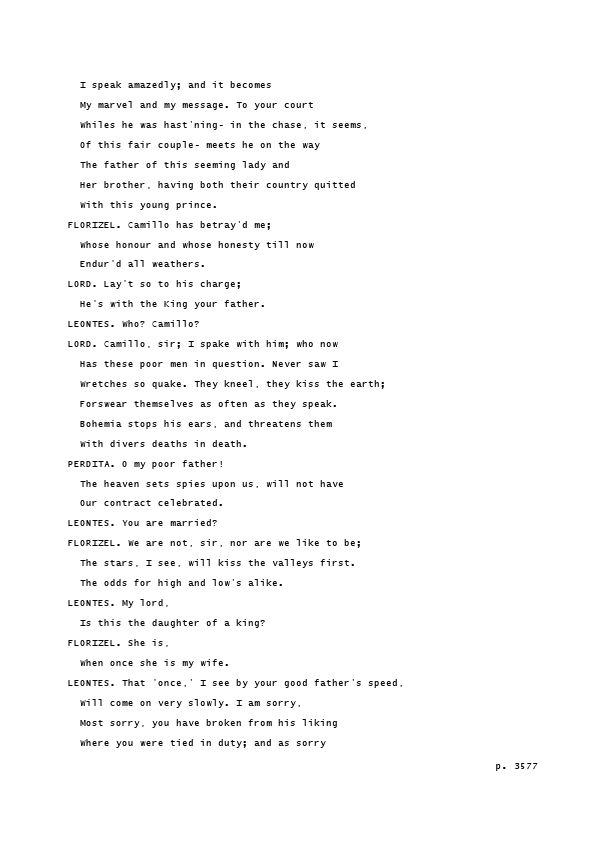 I speak amazedly; and it becomes
My marvel and my message. To your court
Whiles he was hast'ning- in the chase, it seems,
Of this fair couple- meets he on the way
The father of this seeming lady and
Her brother, having both their country quitted
With this young prince.
FLORIZEL. Camillo has betray'd me;
Whose honour and whose honesty till now
Endur'd all weathers.
LORD. Lay't so to his charge;
He's with the King your father.
LEONTES. Who? Camillo?
LORD. Camillo, sir; I spake with him; who now
Has these poor men in question. Never saw I
Wretches so quake. They kneel, they kiss the earth;
Forswear themselves as often as they speak.
Bohemia stops his ears, and threatens them
With divers deaths in death.
PERDITA. O my poor father!
The heaven sets spies upon us, will not have
Our contract celebrated.
LEONTES. You are married?
FLORIZEL. We are not, sir, nor are we like to be;
The stars, I see, will kiss the valleys first.
The odds for high and low's alike.
LEONTES. My lord,
Is this the daughter of a king?
FLORIZEL. She is,
When once she is my wife.
LEONTES. That 'once,' I see by your good father's speed,
Will come on very slowly. I am sorry,
Most sorry, you have broken from his liking
Where you were tied in duty; and as sorry
p. 3577